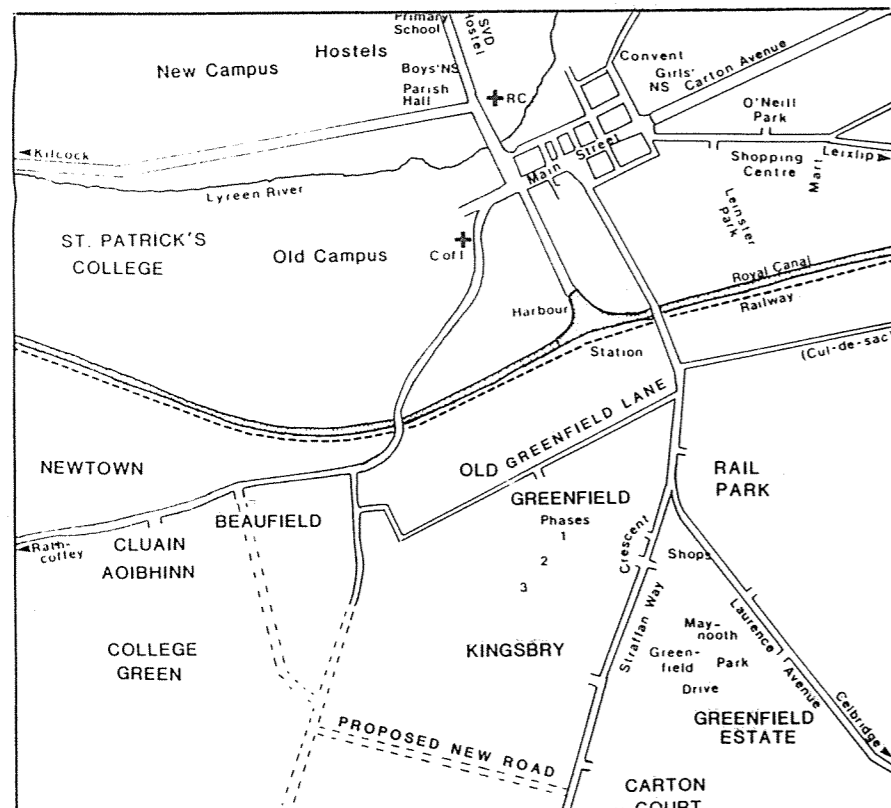 Primary
School
SVD
Hostel
Hostels
New Campus
Boys' NS
Parish
Hall
RC
Convent
Girls'
NS
Carton Avenue
O'Neill
Park
Kilcock
Main Street
Shopping
Centre
Mart
Leixlip
Lyreen River
Leinster
Park
ST. PATRICK'S
COLLEGE
Old Campus
C of I
Royal Canal
Railway
Harbour
Station
(Cul-de-sac)
OLD GREENFIELD LANE
NEWTOWN
RAIL
PARK
GREENFIELD
Phases
1
2
3
BEAUFIELD
Rath-
coffey
CLUAIN
AOIBHINN
Crescent
Shops
Straffan Way
Laurence
Avenue
May-
nooth
Park
Green-
field
Drive
COLLEGE
GREEN
KINGSBRY
Celbridge
GREENFIELD
ESTATE
PROPOSED NEW ROAD
CARTON
COURT